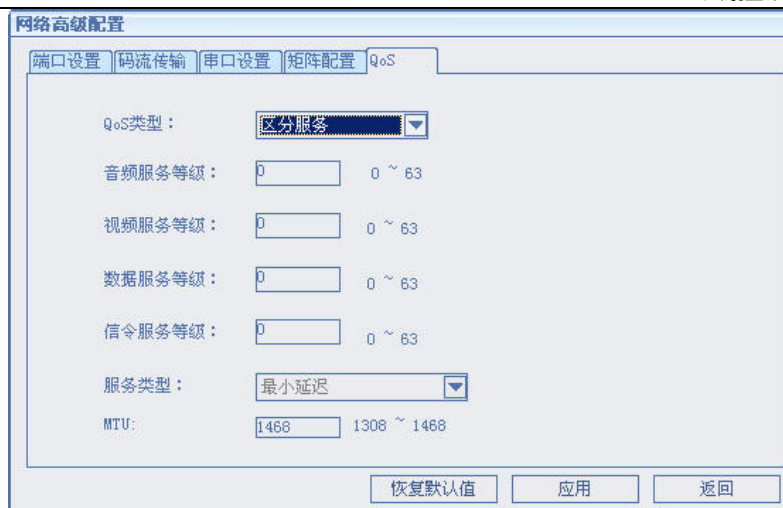 网络高级配置
端口设置 码流传输 串口设置 矩阵配置 QoS
QoS类型： 区分服务
音频服务等级： 0 0 ~ 63
视频服务等级： 0 0 ~ 63
数据服务等级： 0 0 ~ 63
信令服务等级： 0 0 ~ 63
服务类型： 最小延迟
MTU: 1468 1308 ~ 1468
恢复默认值 应用 返回